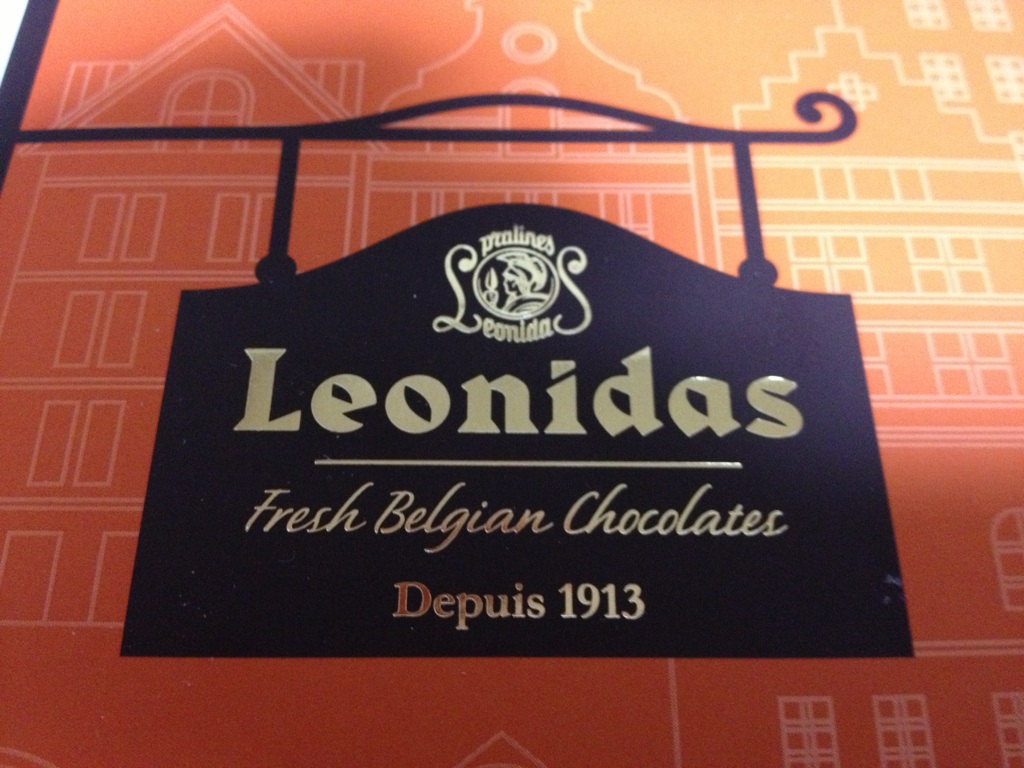 pralines
Leonidas
Leonidas
Fresh Belgian Chocolates
Depuis 1913